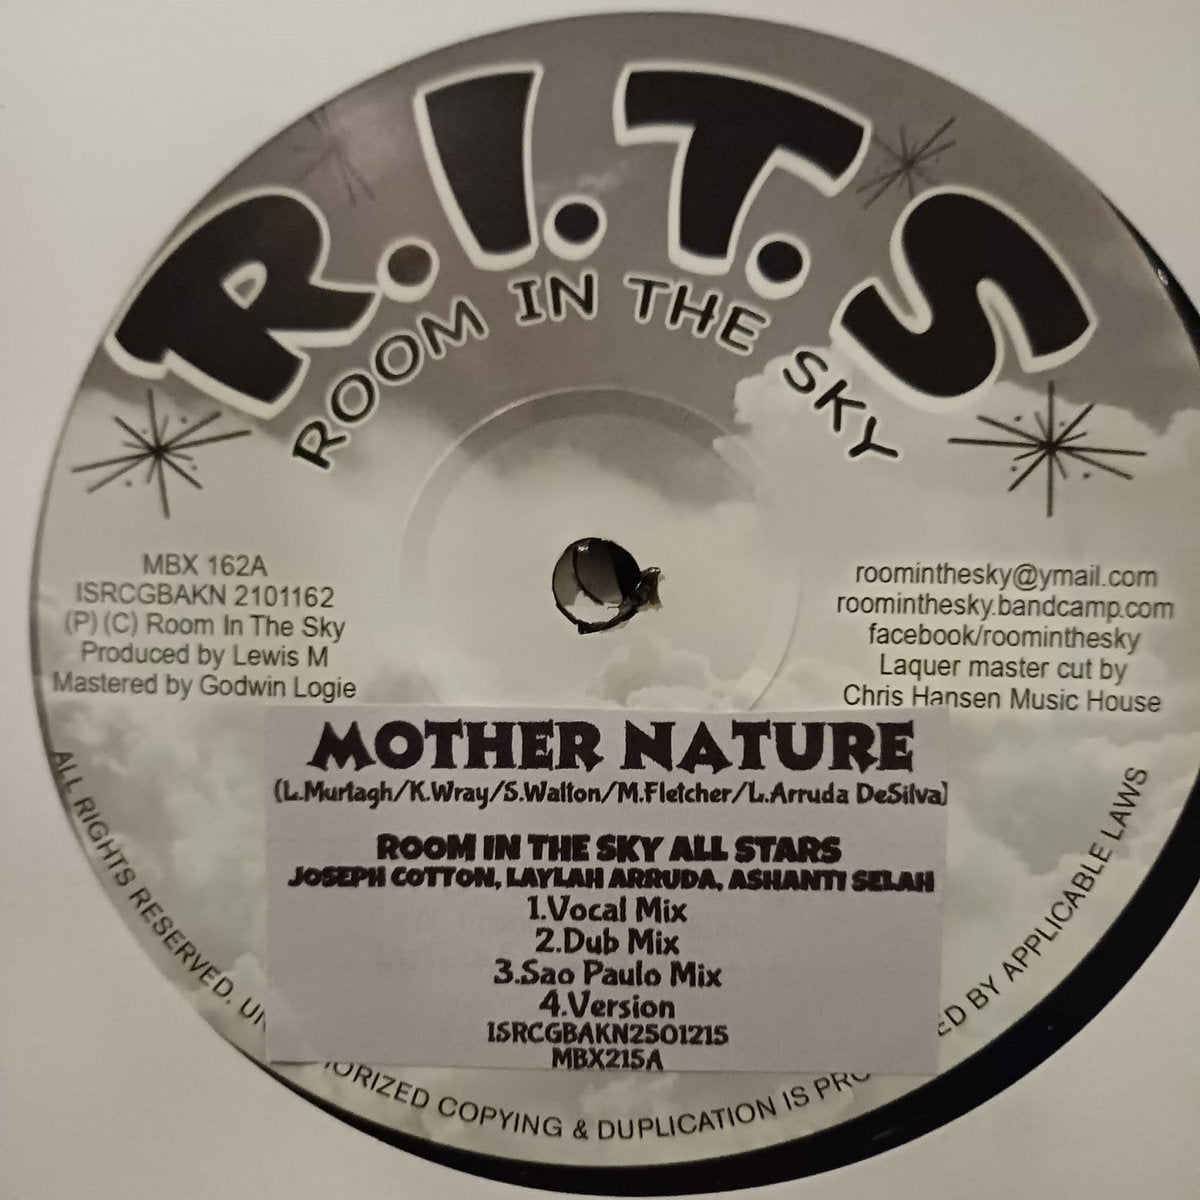 R.I.T.S
ROOM IN THE SKY
MBX 162A
ISRCGBAKN 2101162
(P) (C) Room In The Sky
Produced by Lewis M
Mastered by Godwin Logie
roominthesky@ymail.com
roominthesky.bandcamp.com
facebook/roominthesky
Laquer master cut by
Chris Hansen Music House
MOTHER NATURE
(L.Murtagh/K.Wray/S.Walton/M.Fletcher/L.Arruda DeSilva)
ROOM IN THE SKY ALL STARS
JOSEPH COTTON, LAYLAH ARRUDA, ASHANTI SELAH
1.Vocal Mix
2.Dub Mix
3.Sao Paulo Mix
4.Version
ISRCGBAKN2501215
MBX215A
ALL RIGHTS RESERVED. COPYING & DUPLICATION IS BY APPLICABLE LAWS